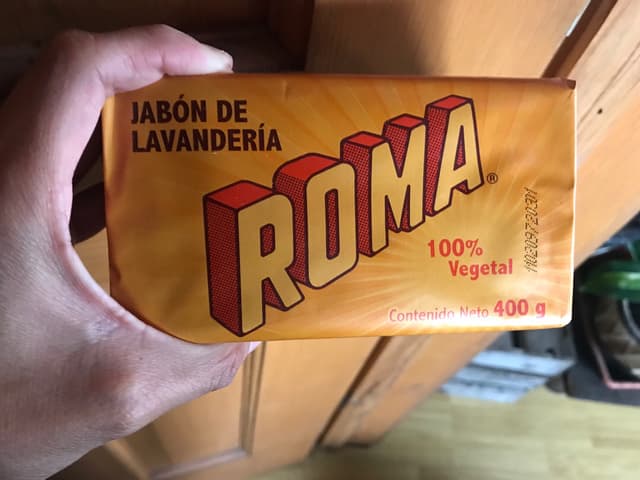 JABÓN DE
LAVANDERÍA
ROMA®
100%
Vegetal
Contenido Neto 400 g